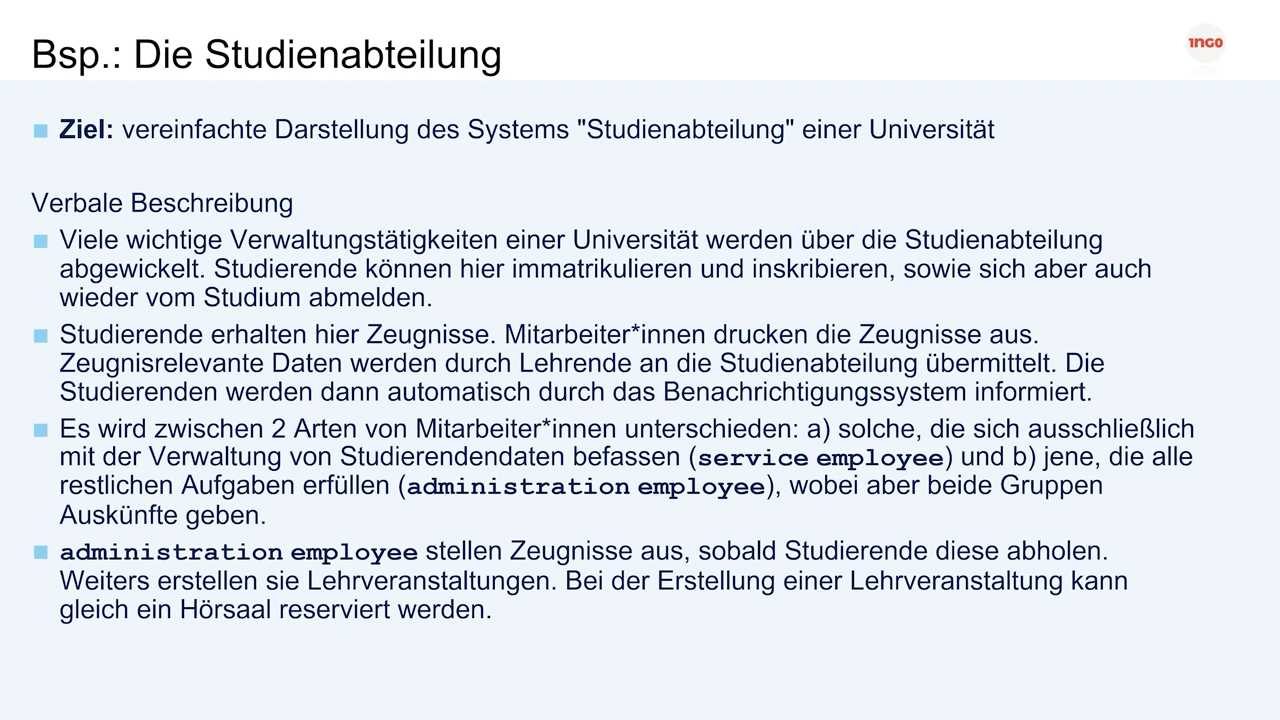 Bsp.: Die Studienabteilung
1NGO
Ziel: vereinfachte Darstellung des Systems "Studienabteilung" einer Universität
Verbale Beschreibung
Viele wichtige Verwaltungstätigkeiten einer Universität werden über die Studienabteilung
abgewickelt. Studierende können hier immatrikulieren und inskribieren, sowie sich aber auch
wieder vom Studium abmelden.
Studierende erhalten hier Zeugnisse. Mitarbeiter*innen drucken die Zeugnisse aus.
Zeugnisrelevante Daten werden durch Lehrende an die Studienabteilung übermittelt. Die
Studierenden werden dann automatisch durch das Benachrichtigungssystem informiert.
Es wird zwischen 2 Arten von Mitarbeiter*innen unterschieden: a) solche, die sich ausschließlich
mit der Verwaltung von Studierendendaten befassen (service employee) und b) jene, die alle
restlichen Aufgaben erfüllen (administration employee), wobei aber beide Gruppen
Auskünfte geben.
administration employee stellen Zeugnisse aus, sobald Studierende diese abholen.
Weiters erstellen sie Lehrveranstaltungen. Bei der Erstellung einer Lehrveranstaltung kann
gleich ein Hörsaal reserviert werden.